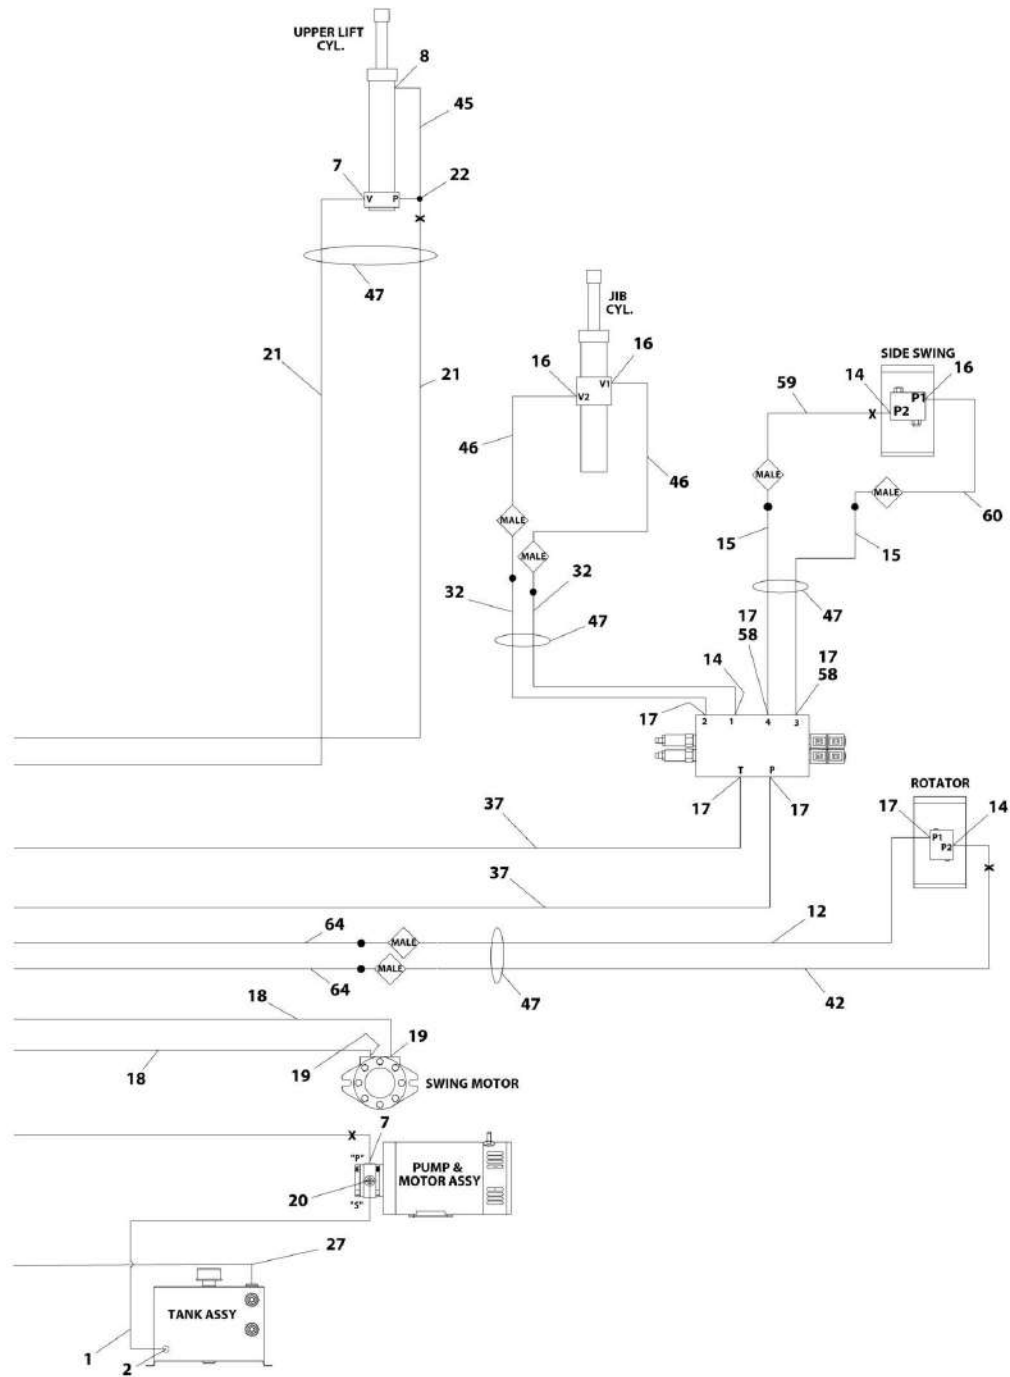 UPPER LIFT
CYL.
8
45
7
22
V
P
X
47
21
21
JIB
CYL.
16
16
V1
V2
46
46
MALE
MALE
32
32
47
SIDE SWING
59
14
16
X
P1
P2
MALE
MALE
60
15
15
47
17
58
17
58
14
17
2
1
4
3
T
P
17
17
37
37
ROTATOR
17
14
P1
P2
X
64
MALE
12
MALE
64
47
42
18
19
19
18
SWING MOTOR
X
7
"P"
PUMP &
MOTOR ASSY
20
"S"
27
TANK ASSY
1
2